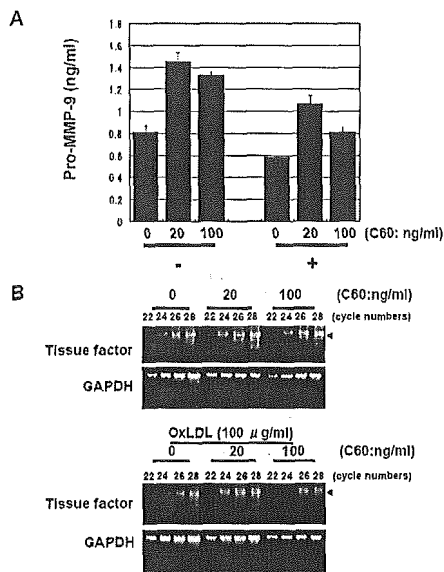 A
Pro-MMP-9 (ng/ml)
1.8
1.6
1.4
1.2
1
0.8
0.6
0.4
0.2
0
0 20 100 0 20 100 (C60: ng/ml)
- +
B
0 20 100 (C60:ng/ml)
22 24 26 28 22 24 26 28 22 24 26 28 (cycle numbers)
Tissue factor
GAPDH
OxLDL (100 μg/ml)
0 20 100 (C60:ng/ml)
22 24 26 28 22 24 26 28 22 24 26 28 (cycle numbers)
Tissue factor
GAPDH